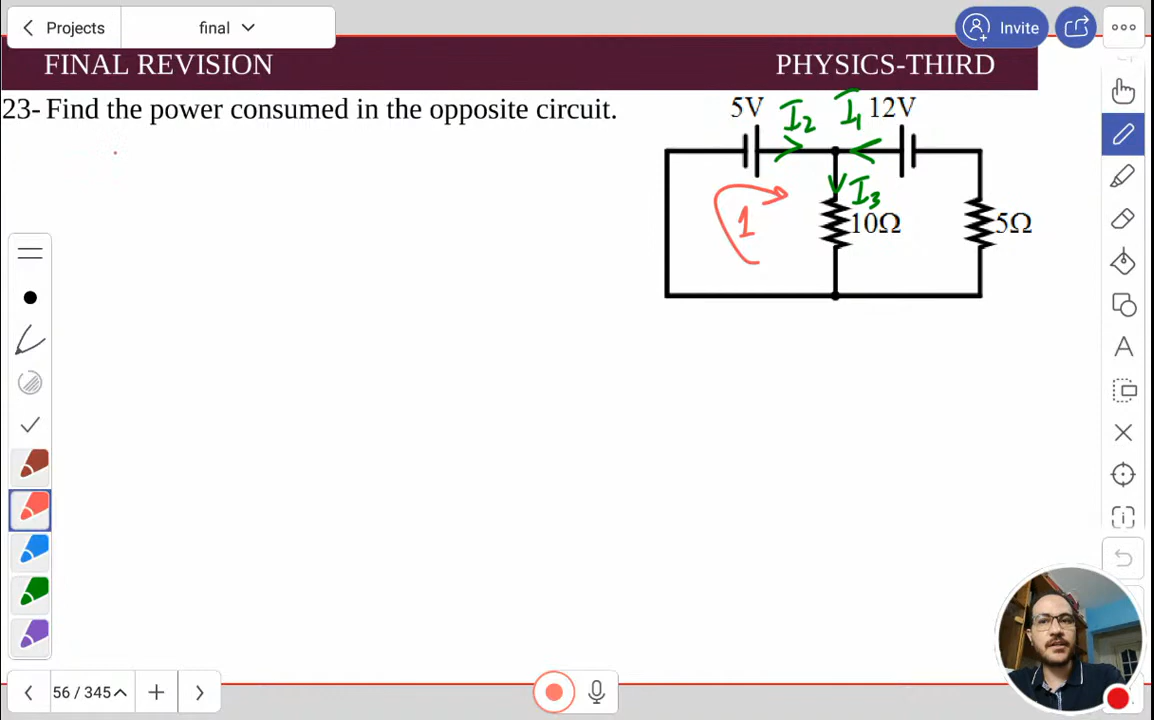 Projects
final
Invite
FINAL REVISION
PHYSICS-THIRD
23- Find the power consumed in the opposite circuit.
5V
I2
I1
12V
I3
1
10Ω
5Ω
A
56 / 345